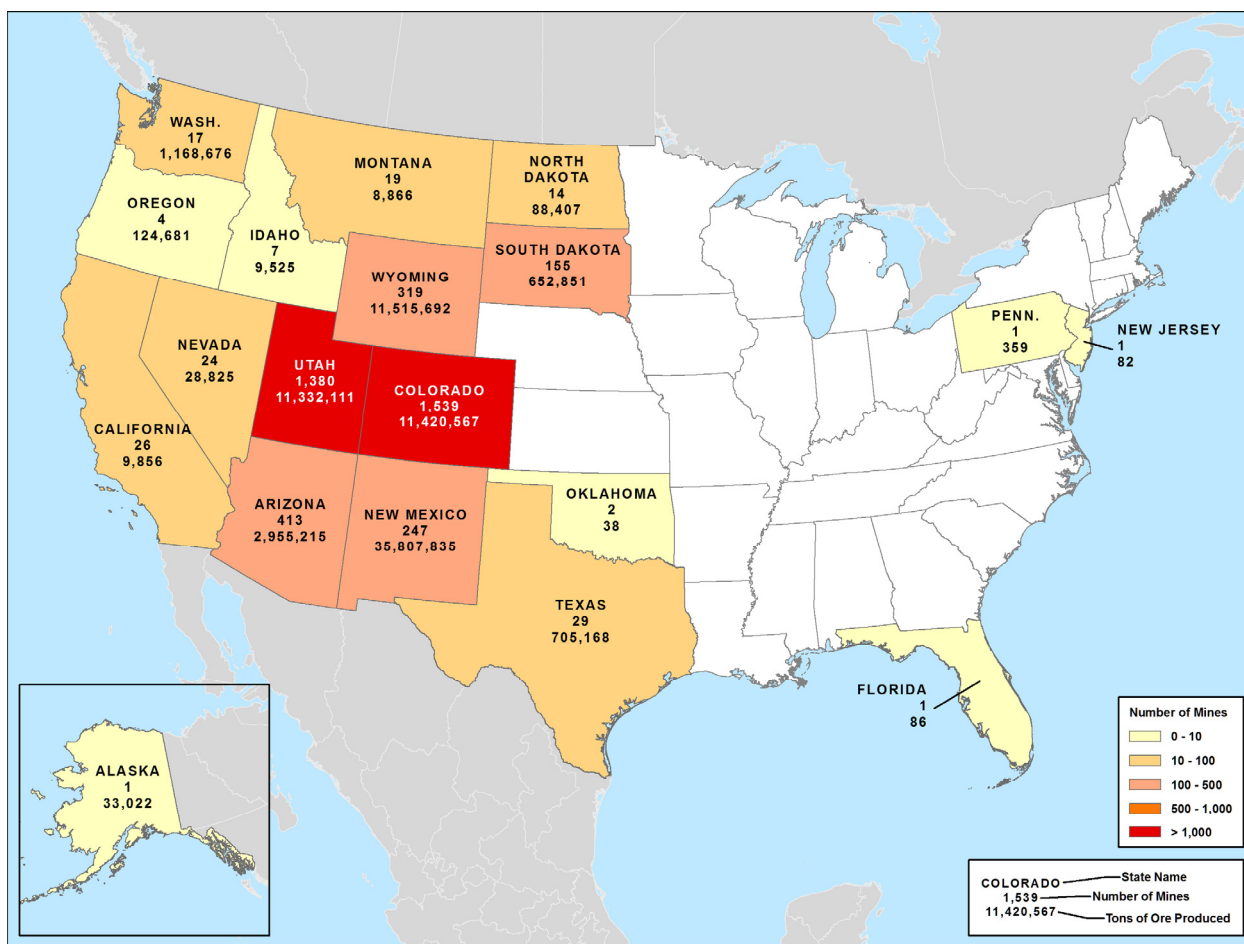 WASH.
17
1,168,676
MONTANA
19
8,866
NORTH
DAKOTA
14
88,407
OREGON
4
124,681
IDAHO
7
9,525
WYOMING
319
11,515,692
SOUTH DAKOTA
155
652,851
PENN.
1
359
NEW JERSEY
1
82
NEVADA
24
28,825
UTAH
1,380
11,332,111
COLORADO
1,539
11,420,567
CALIFORNIA
26
9,856
ARIZONA
413
2,955,215
NEW MEXICO
247
35,807,835
OKLAHOMA
2
38
TEXAS
29
705,168
FLORIDA
1
86
ALASKA
1
33,022
Number of Mines
0 - 10
10 - 100
100 - 500
500 - 1,000
> 1,000
COLORADO State Name
1,539 Number of Mines
11,420,567 Tons of Ore Produced